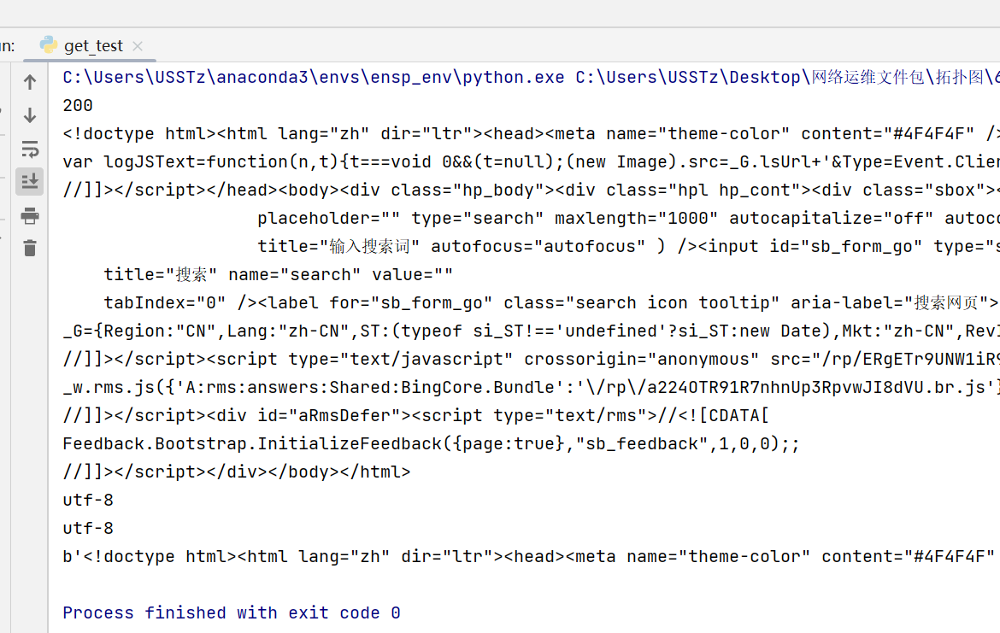 un:
get_test
C:\Users\USSTz\anaconda3\envs\ensp_env\python.exe C:\Users\USSTz\Desktop\网络运维文件包\拓扑图\6
200
<!doctype html><html lang="zh" dir="ltr"><head><meta name="theme-color" content="#4F4F4F" />
var logJSText=function(n,t){t===void 0&&(t=null);(new Image).src=_G.lsUrl+'&Type=Event.Clien
//]]></script></head><body><div class="hp_body"><div class="hpl hp_cont"><div class="sbox"><
placeholder="" type="search" maxlength="1000" autocapitalize="off" autoco
title="输入搜索词" autofocus="autofocus" ) /><input id="sb_form_go" type="s
title="搜索" name="search" value=""
tabIndex="0" /><label for="sb_form_go" class="search icon tooltip" aria-label="搜索网页">
_G={Region:"CN",Lang:"zh-CN",ST:(typeof si_ST!=='undefined'?si_ST:new Date),Mkt:"zh-CN",RevI
//]]></script><script type="text/javascript" crossorigin="anonymous" src="/rp/ERgETr9UNW1iR9
_w.rms.js({'A:rms:answers:Shared:BingCore.Bundle':'\/rp\/a224OTR91R7nhnUp3RpvwJI8dVU.br.js'}
//]]></script><div id="aRmsDefer"><script type="text/rms">//<![CDATA[
Feedback.Bootstrap.InitializeFeedback({page:true},"sb_feedback",1,0,0);;
//]]></script></div></body></html>
utf-8
utf-8
b'<!doctype html><html lang="zh" dir="ltr"><head><meta name="theme-color" content="#4F4F4F"
Process finished with exit code 0